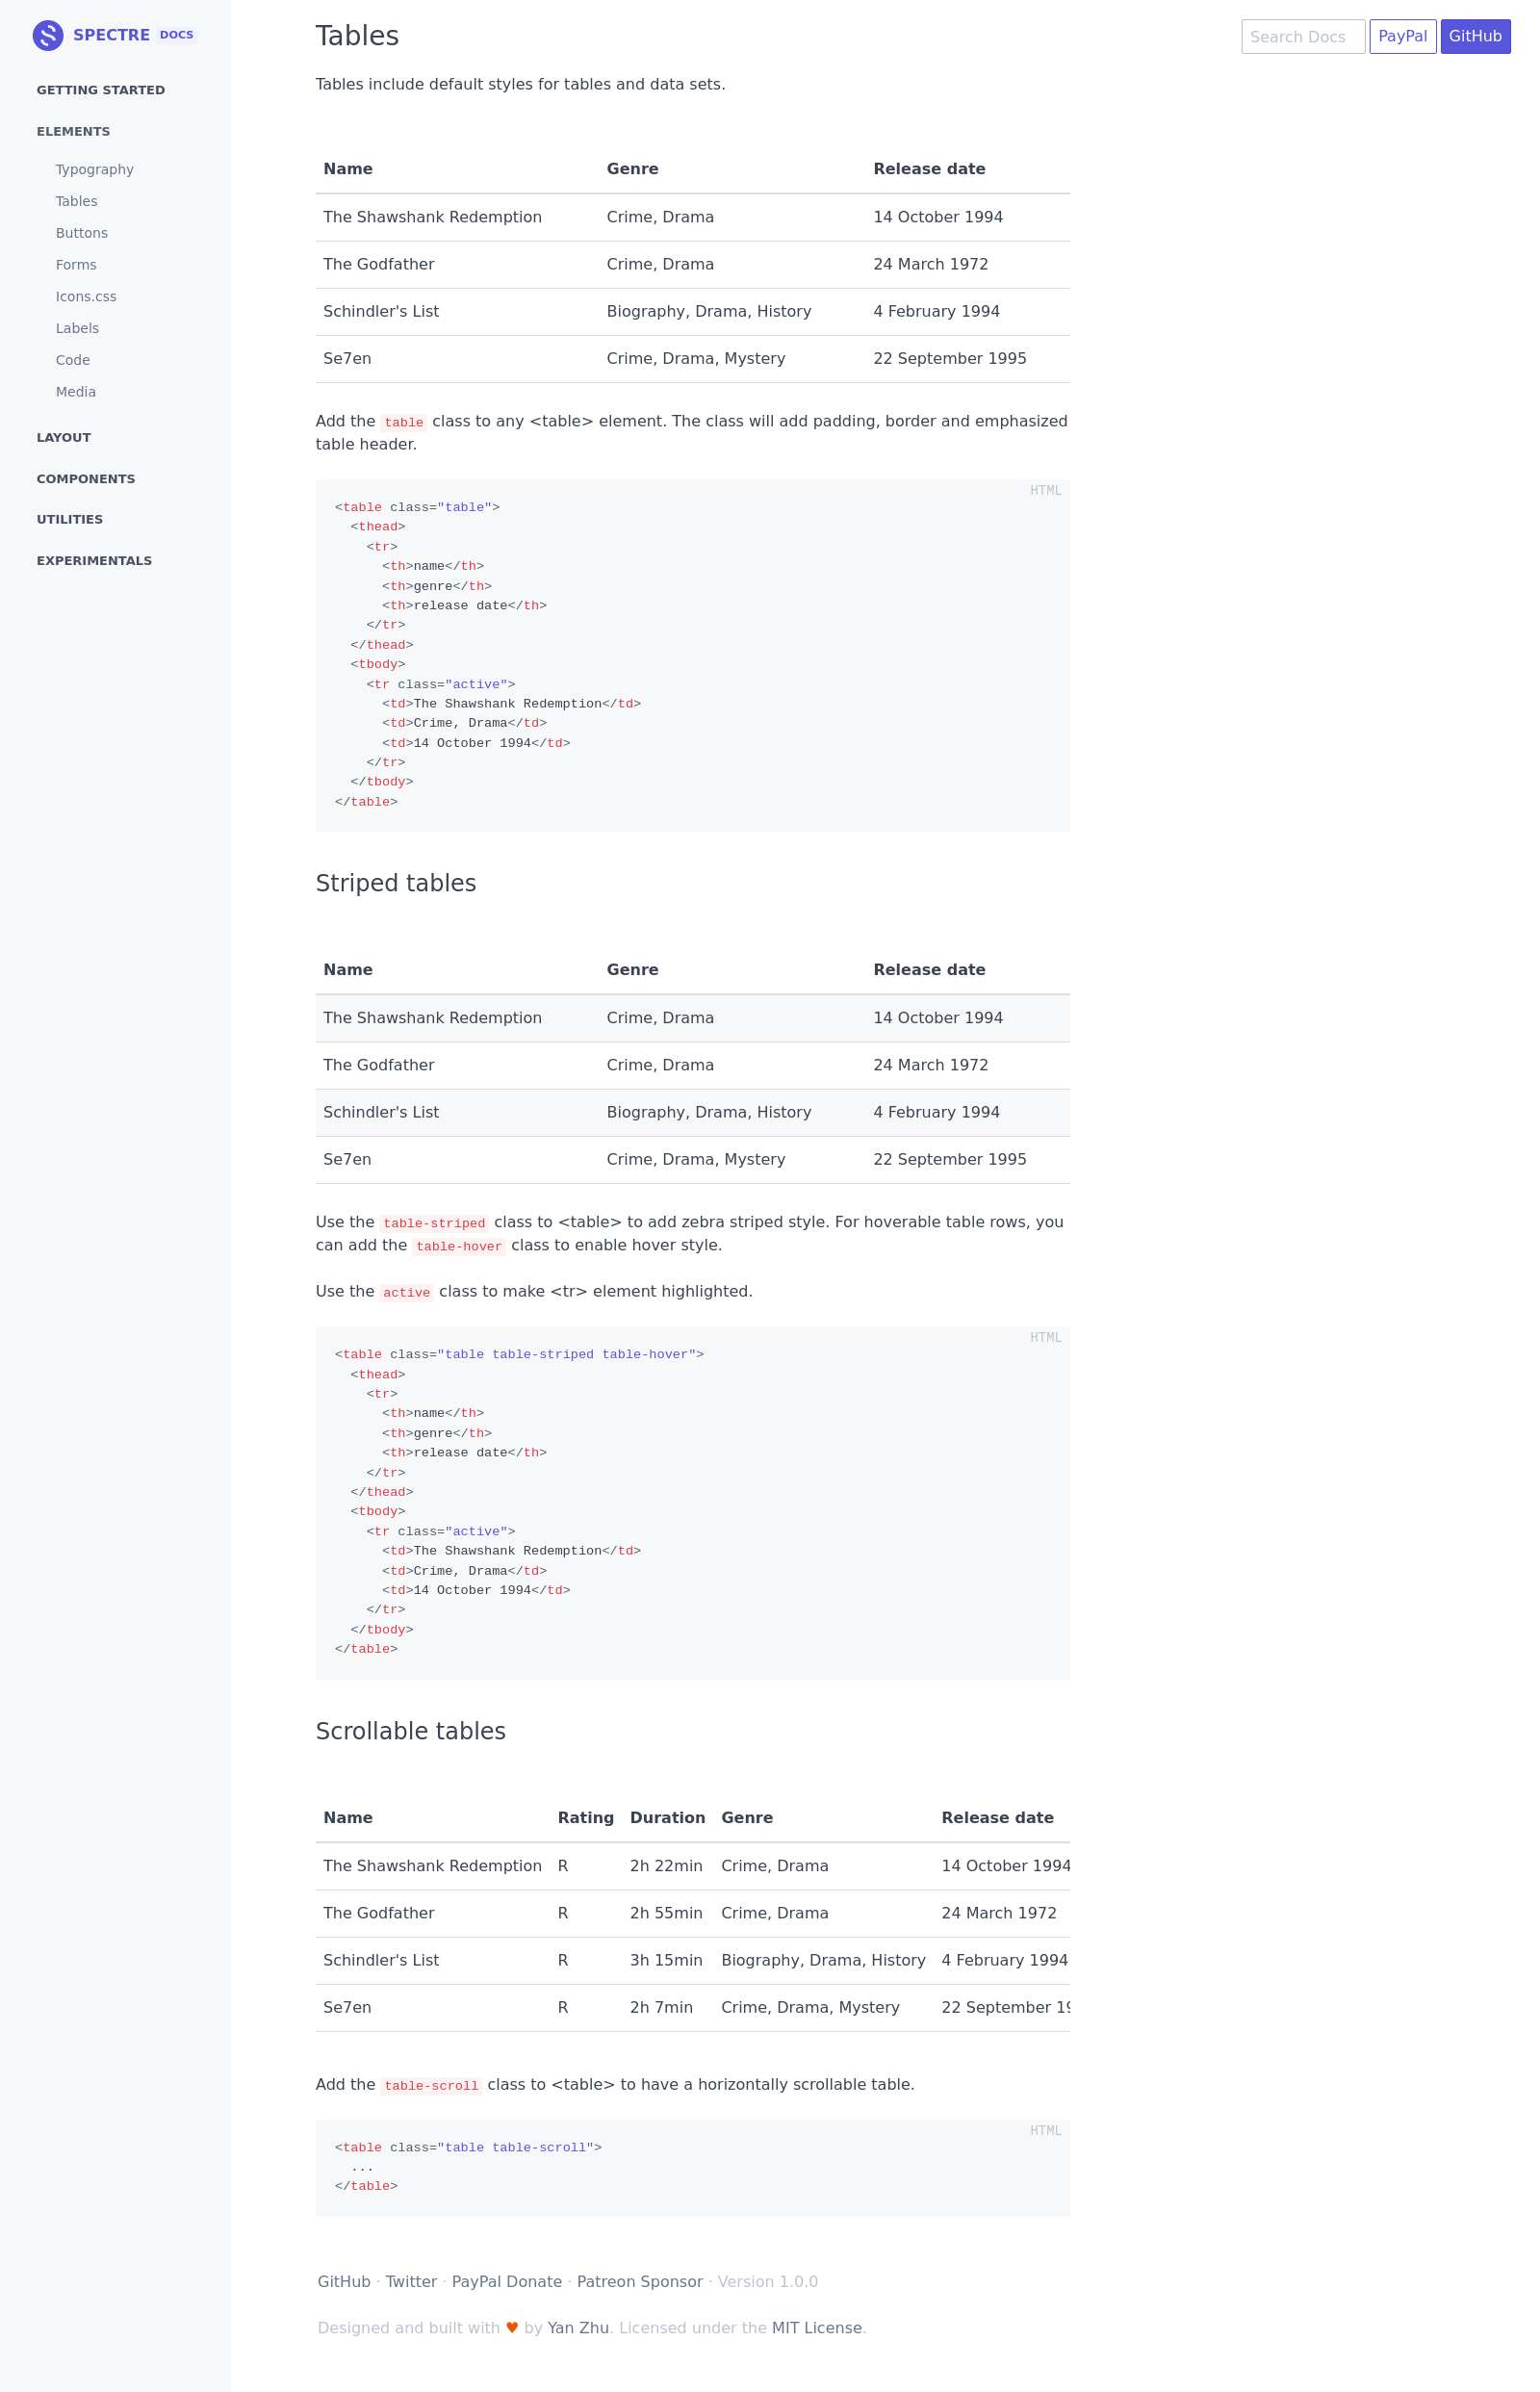 SPECTRE DOCS
GETTING STARTED
ELEMENTS
Typography
Tables
Buttons
Forms
Icons.css
Labels
Code
Media
LAYOUT
COMPONENTS
UTILITIES
EXPERIMENTALS
Tables
Search Docs PayPal GitHub
Tables include default styles for tables and data sets.
Name Genre Release date
The Shawshank Redemption Crime, Drama 14 October 1994
The Godfather Crime, Drama 24 March 1972
Schindler's List Biography, Drama, History 4 February 1994
Se7en Crime, Drama, Mystery 22 September 1995
Add the table class to any <table> element. The class will add padding, border and emphasized
table header.
HTML
<table class="table">
  <thead>
    <tr>
      <th>name</th>
      <th>genre</th>
      <th>release date</th>
    </tr>
  </thead>
  <tbody>
    <tr class="active">
      <td>The Shawshank Redemption</td>
      <td>Crime, Drama</td>
      <td>14 October 1994</td>
    </tr>
  </tbody>
</table>
Striped tables
Name Genre Release date
The Shawshank Redemption Crime, Drama 14 October 1994
The Godfather Crime, Drama 24 March 1972
Schindler's List Biography, Drama, History 4 February 1994
Se7en Crime, Drama, Mystery 22 September 1995
Use the table-striped class to <table> to add zebra striped style. For hoverable table rows, you
can add the table-hover class to enable hover style.
Use the active class to make <tr> element highlighted.
HTML
<table class="table table-striped table-hover">
  <thead>
    <tr>
      <th>name</th>
      <th>genre</th>
      <th>release date</th>
    </tr>
  </thead>
  <tbody>
    <tr class="active">
      <td>The Shawshank Redemption</td>
      <td>Crime, Drama</td>
      <td>14 October 1994</td>
    </tr>
  </tbody>
</table>
Scrollable tables
Name Rating Duration Genre Release date
The Shawshank Redemption R 2h 22min Crime, Drama 14 October 1994
The Godfather R 2h 55min Crime, Drama 24 March 1972
Schindler's List R 3h 15min Biography, Drama, History 4 February 1994
Se7en R 2h 7min Crime, Drama, Mystery 22 September 19
Add the table-scroll class to <table> to have a horizontally scrollable table.
HTML
<table class="table table-scroll">
  ...
</table>
GitHub · Twitter · PayPal Donate · Patreon Sponsor · Version 1.0.0
Designed and built with ♥ by Yan Zhu. Licensed under the MIT License.